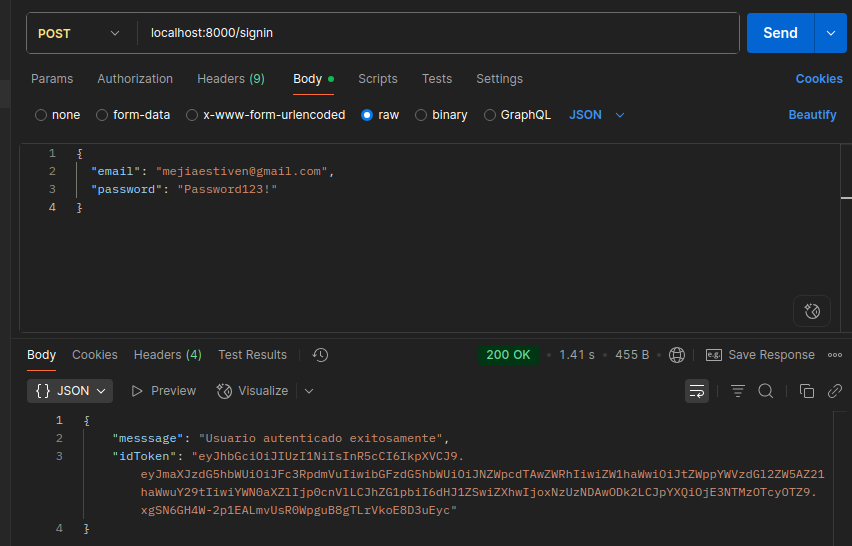 POST localhost:8000/signin Send
Params Authorization Headers (9) Body Scripts Tests Settings Cookies
none form-data x-www-form-urlencoded raw binary GraphQL JSON Beautify
1 {
2 "email": "mejiaestiven@gmail.com",
3 "password": "Password123!"
4 }
Body Cookies Headers (4) Test Results 200 OK • 1.41 s • 455 B • e.g. Save Response
{} JSON Preview Visualize
1 {
2 "messsage": "Usuario autenticado exitosamente",
3 "idToken": "eyJhbGciOiJIUzI1NiIsInR5cCI6IkpXVCJ9.
eyJmaXJzdG5hbWUiOiJFc3RpdmVuIiwibGFzdG5hbWUiOiJNZWpcdTAwZWRhIiwiZW1haWwiOiJtZWppYWVzdGl2ZW5AZ21
haWwuY29tIiwiYWN0aXZlIjp0cnVlLCJhZG1pbiI6dHJ1ZSwiZXhwIjoxNzUzNDAwODk2LCJpYXQiOjE3NTMzOTcyOTZ9.
xgSN6GH4W-2p1EALmvUsR0WpguB8gTLrVkoE8D3uEyc"
4 }